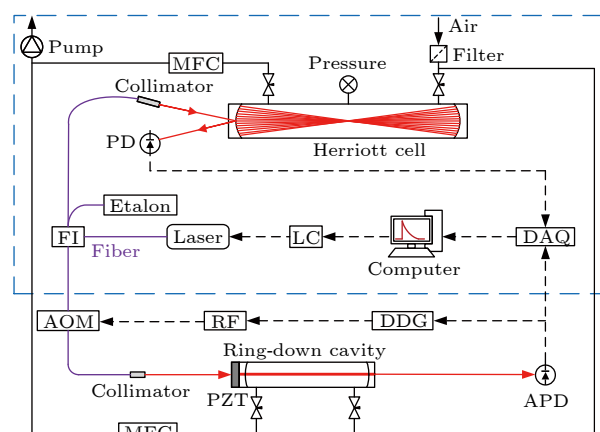 Air
Pump
Filter
MFC
Pressure
Collimator
PD
Herriott cell
Etalon
FI
Fiber
Laser
LC
Computer
DAQ
AOM
RF
DDG
Ring-down cavity
Collimator
PZT
APD
MFC